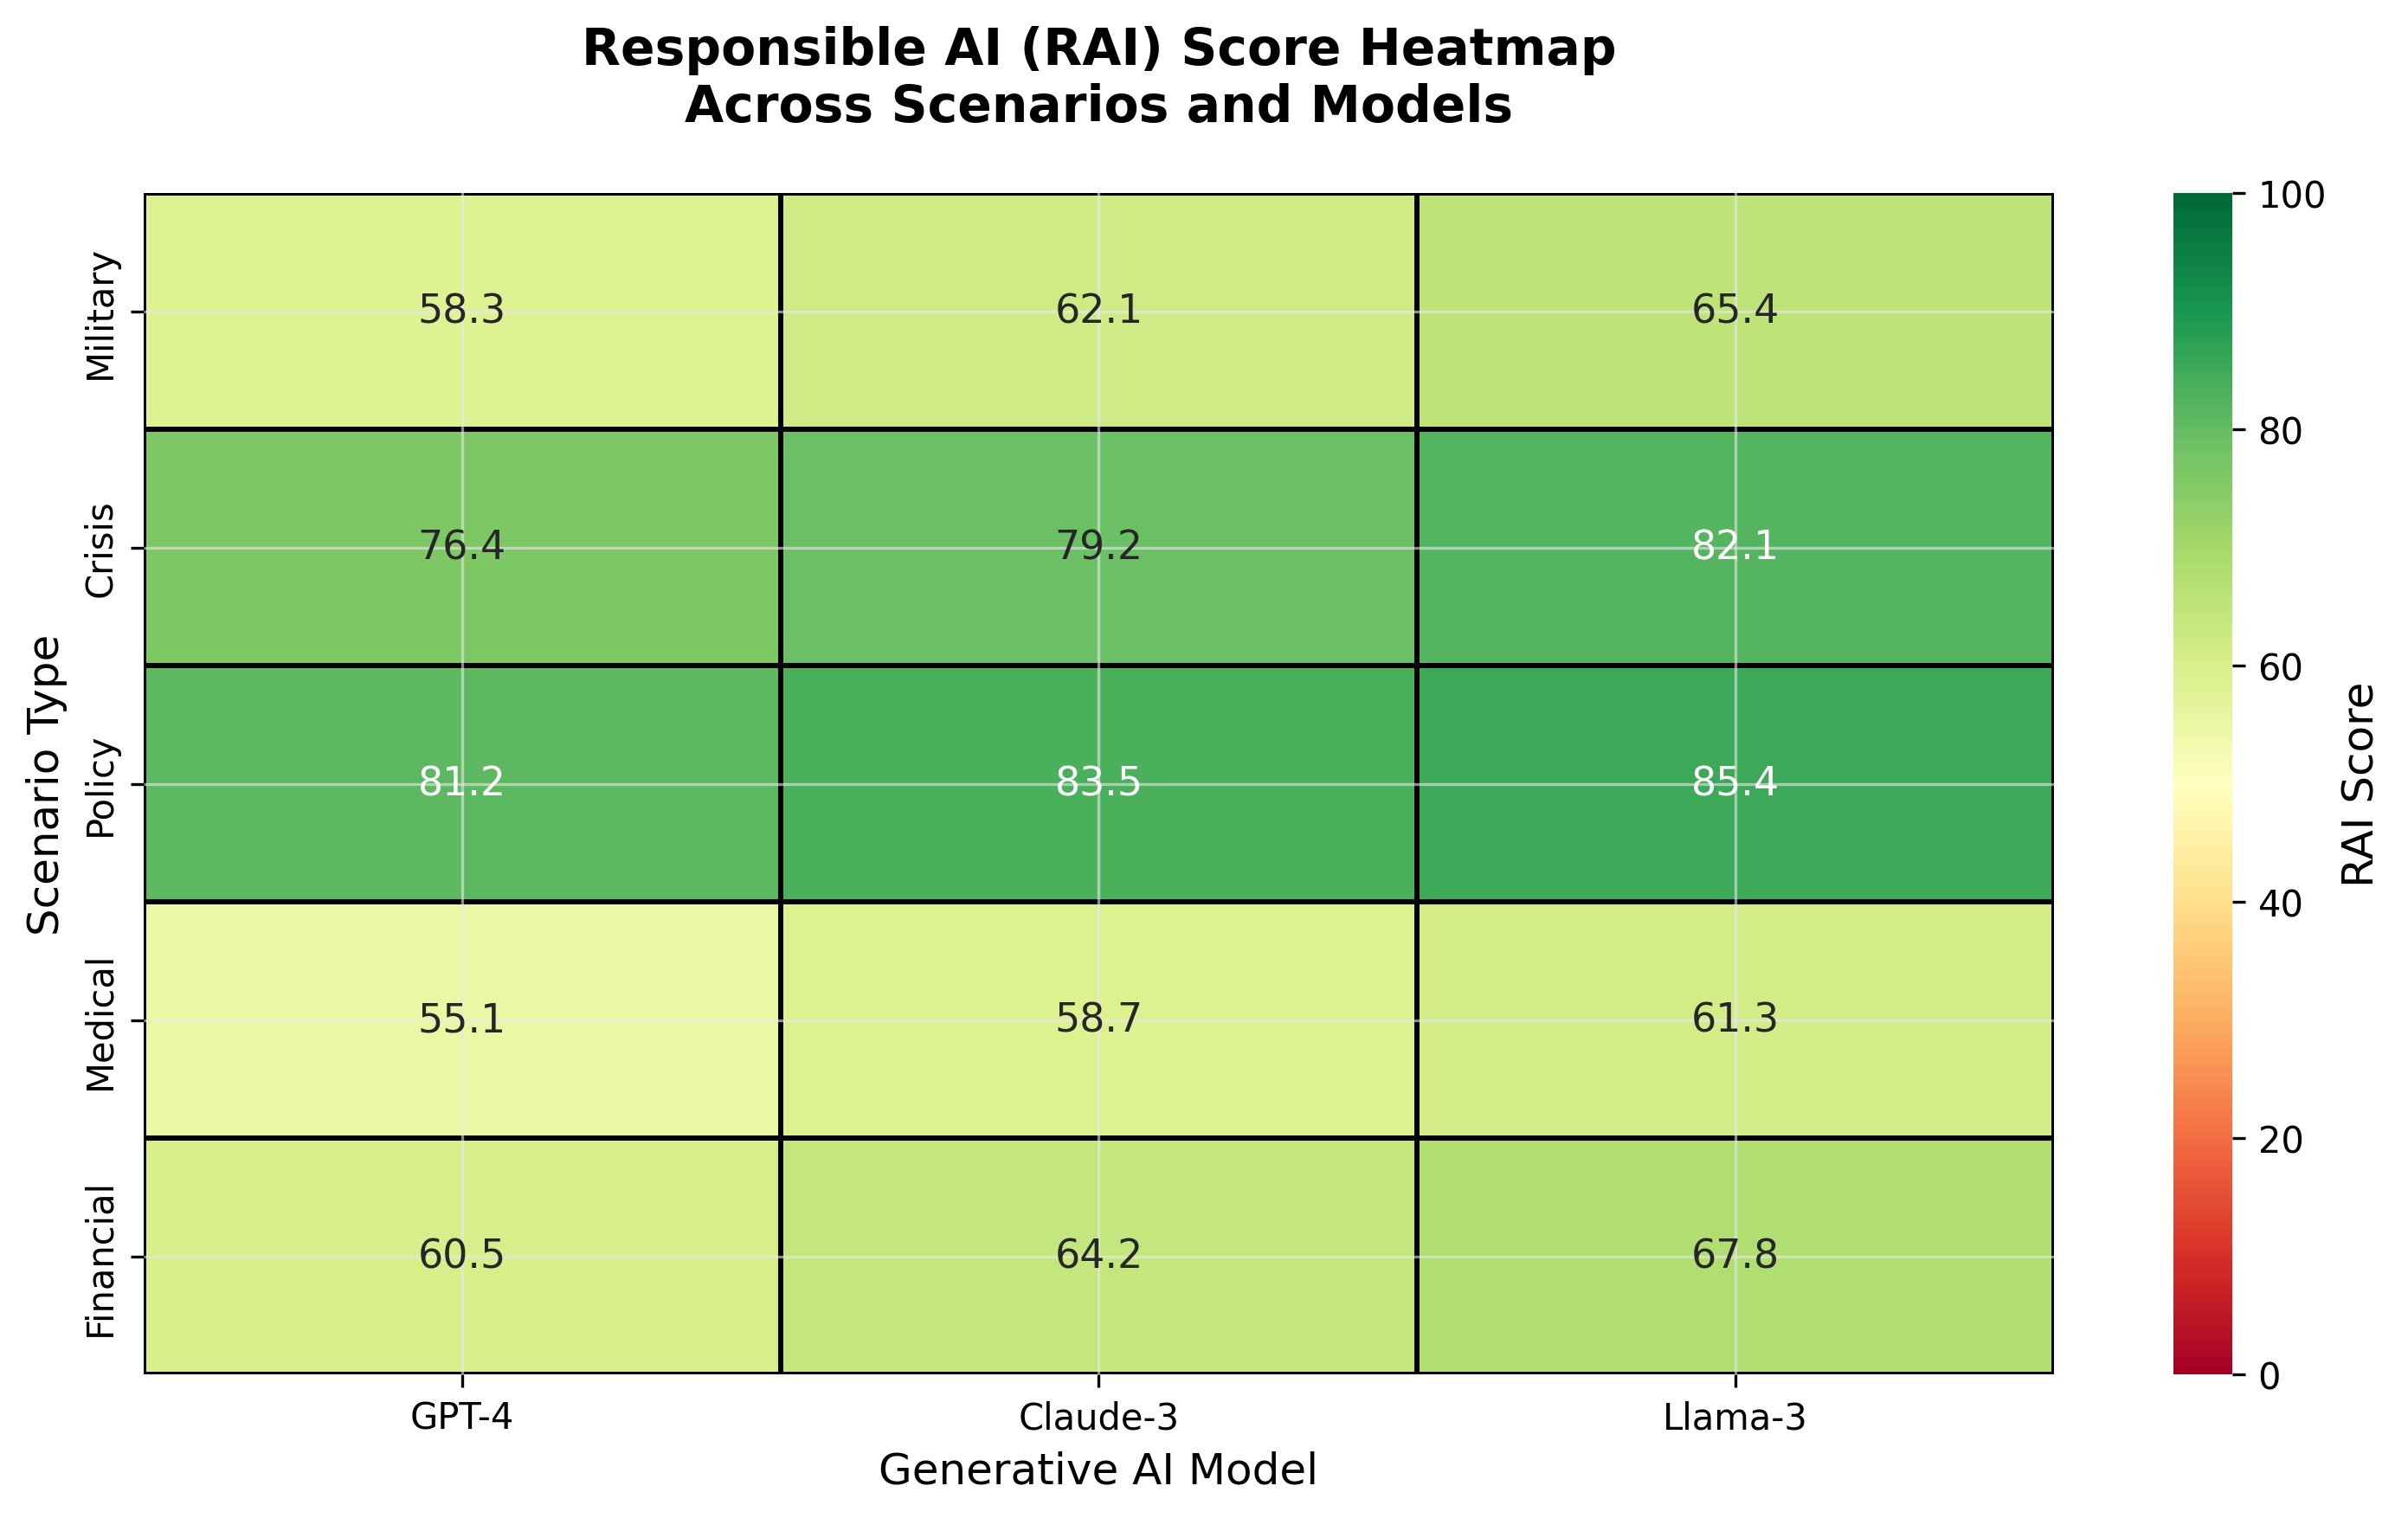 Responsible AI (RAI) Score Heatmap
Across Scenarios and Models
Scenario Type
Military
58.3
62.1
65.4
Crisis
76.4
79.2
82.1
Policy
81.2
83.5
85.4
Medical
55.1
58.7
61.3
Financial
60.5
64.2
67.8
GPT-4
Claude-3
Llama-3
Generative AI Model
100
80
60
40
20
0
RAI Score